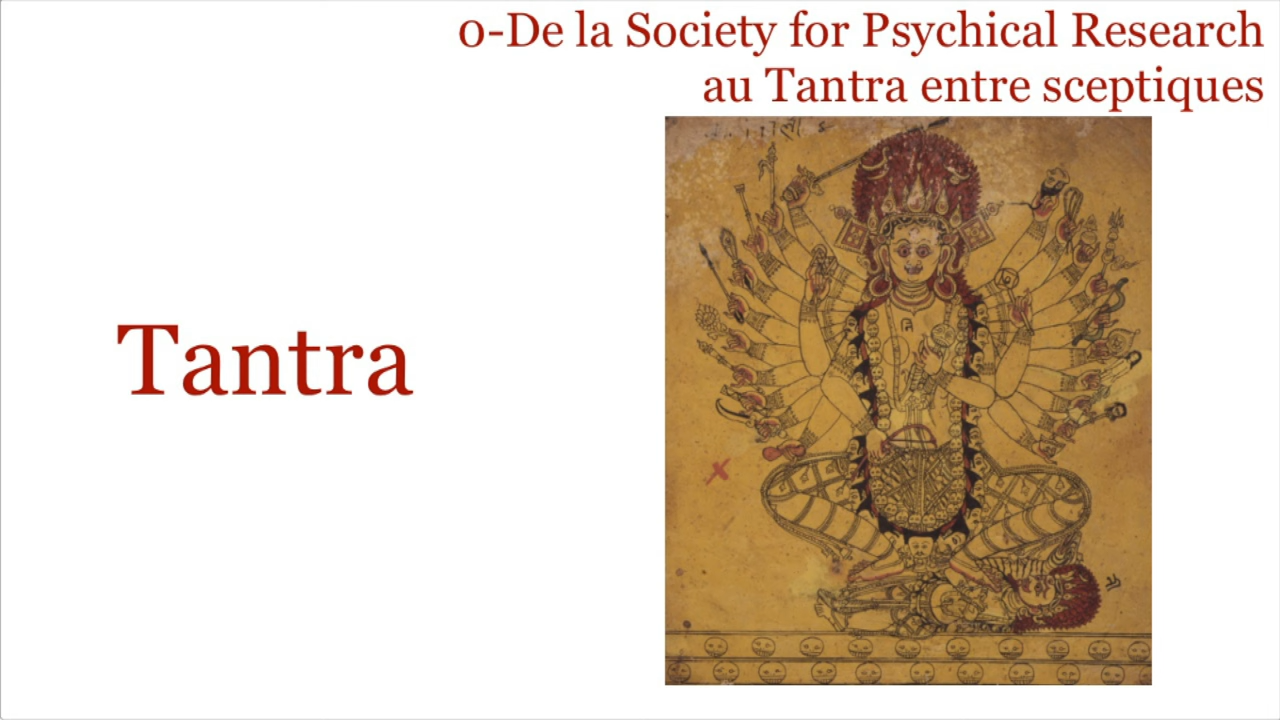 0-De la Society for Psychical Research
au Tantra entre sceptiques
Tantra